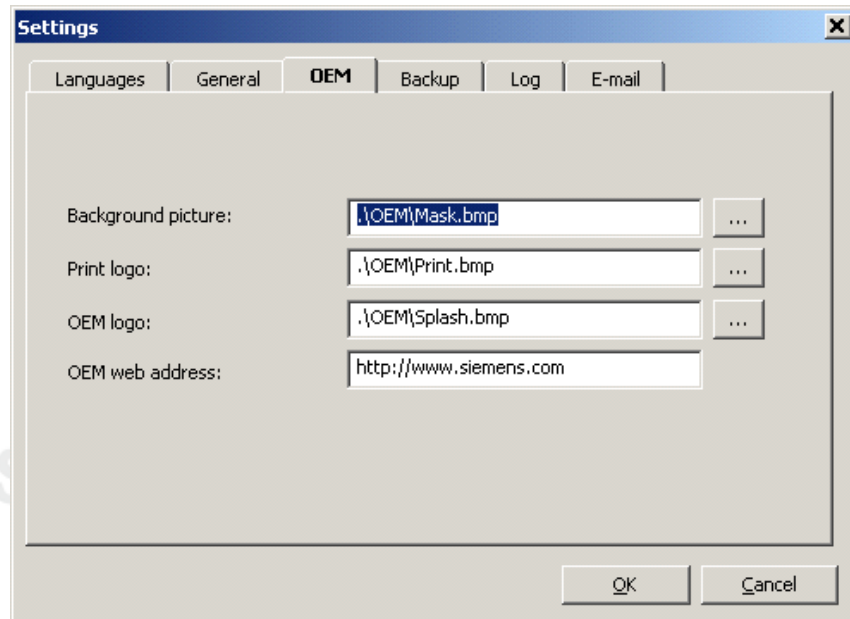 Settings
Languages General OEM Backup Log E-mail
Background picture: .\OEM\Mask.bmp ...
Print logo: .\OEM\Print.bmp ...
OEM logo: .\OEM\Splash.bmp ...
OEM web address: http://www.siemens.com
OK Cancel